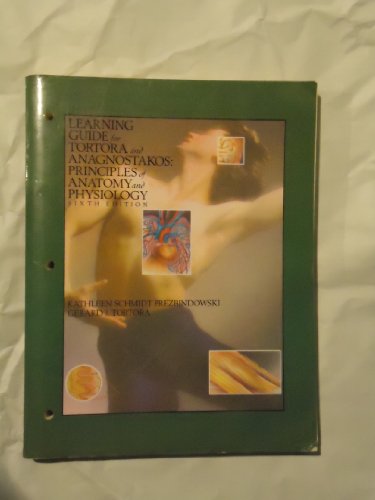 LEARNING
GUIDE for
TORTORA and
ANAGNOSTAKOS:
PRINCIPLES of
ANATOMY and
PHYSIOLOGY
SIXTH EDITION
KATHLEEN SCHMIDT PREZBINDOWSKI
GERARD J. TORTORA